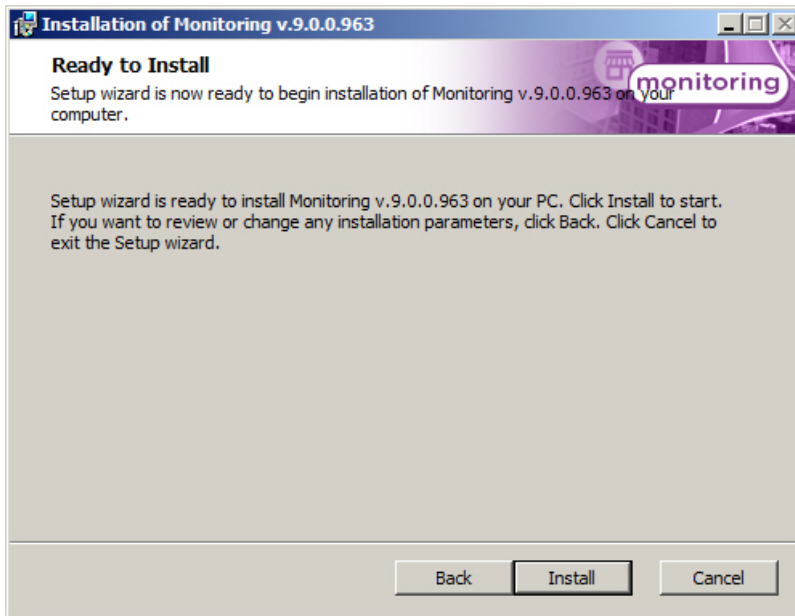 Installation of Monitoring v.9.0.0.963
Ready to Install
Setup wizard is now ready to begin installation of Monitoring v.9.0.0.963 on your
computer.
monitoring
Setup wizard is ready to install Monitoring v.9.0.0.963 on your PC. Click Install to start.
If you want to review or change any installation parameters, click Back. Click Cancel to
exit the Setup wizard.
Back
Install
Cancel